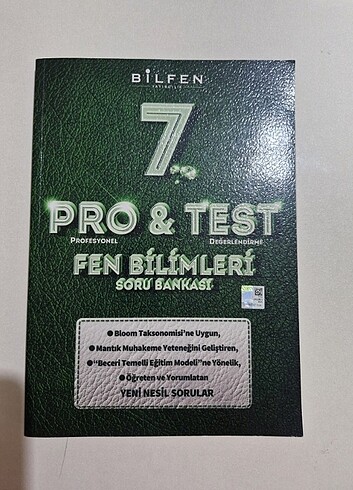 BİLFEN
YAYINCILIK
7.
PRO & TEST
PROFESYONEL DEĞERLENDİRME
FEN BİLİMLERİ
SORU BANKASI
● Bloom Taksonomisi'ne Uygun,
● Mantık Muhakeme Yeteneğini Geliştiren,
● "Beceri Temelli Eğitim Modeli"ne Yönelik,
● Öğreten ve Yorumlatan
YENİ NESİL SORULAR